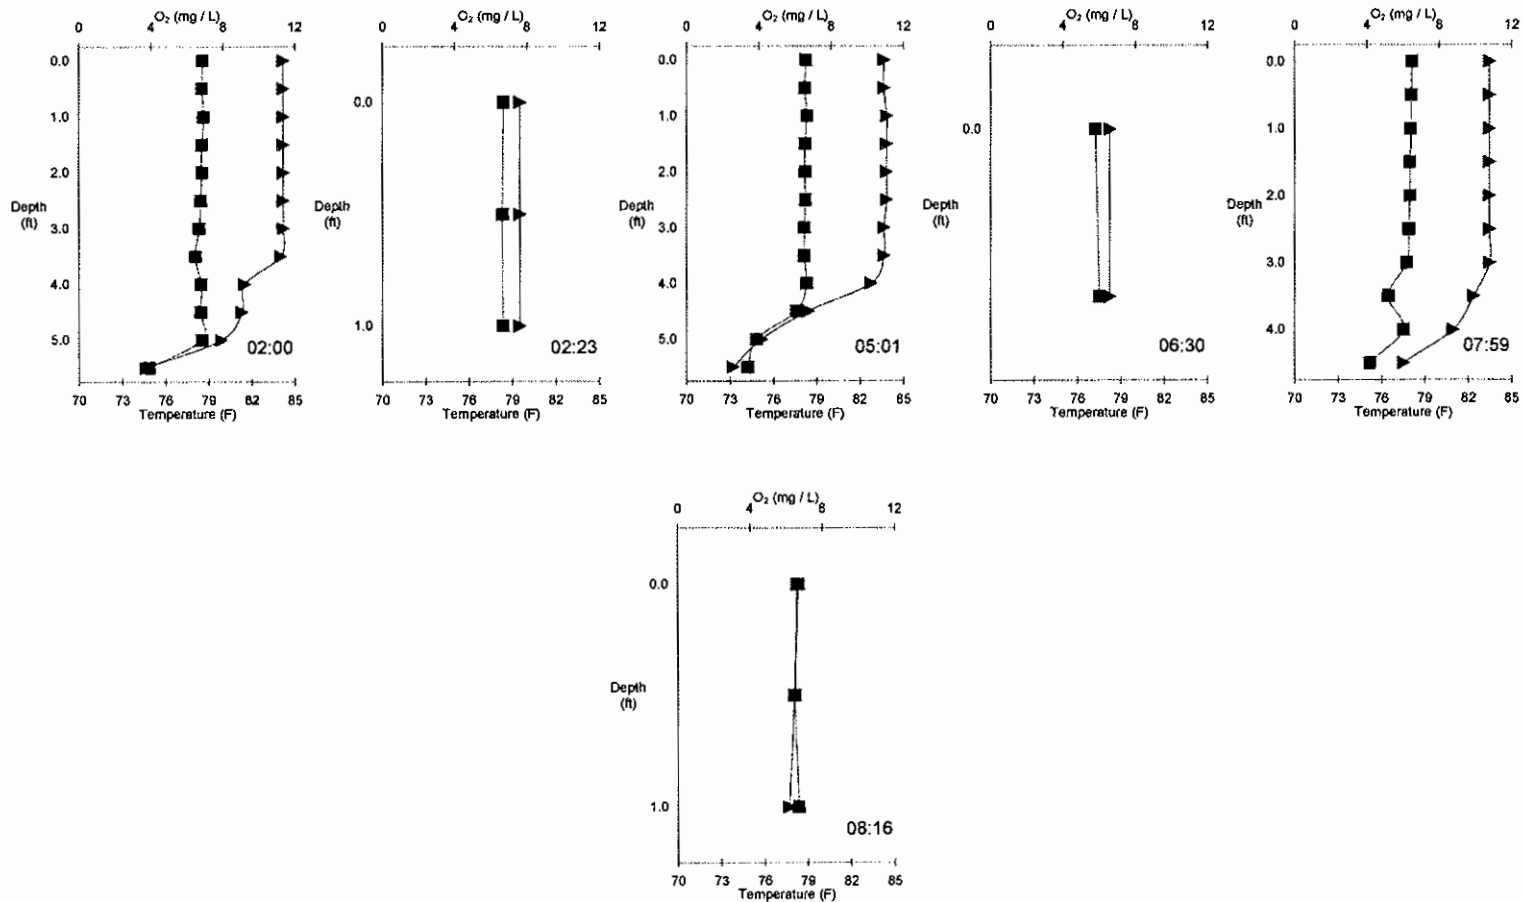 O₂ (mg / L)
0 4 8 12
0.0
1.0
2.0
Depth
(ft)
3.0
4.0
5.0
02:00
70 73 76 79 82 85
Temperature (F)
O₂ (mg / L)
0 4 8 12
0.0
Depth
(ft)
1.0
02:23
70 73 76 79 82 85
Temperature (F)
O₂ (mg / L)
0 4 8 12
0.0
1.0
2.0
Depth
(ft)
3.0
4.0
5.0
05:01
70 73 76 79 82 85
Temperature (F)
O₂ (mg / L)
0 4 8 12
0.0
Depth
(ft)
06:30
70 73 76 79 82 85
Temperature (F)
O₂ (mg / L)
0 4 8 12
0.0
1.0
2.0
Depth
(ft)
3.0
4.0
07:59
70 73 76 79 82 85
Temperature (F)
O₂ (mg / L)
0 4 8 12
0.0
Depth
(ft)
1.0
08:16
70 73 76 79 82 85
Temperature (F)